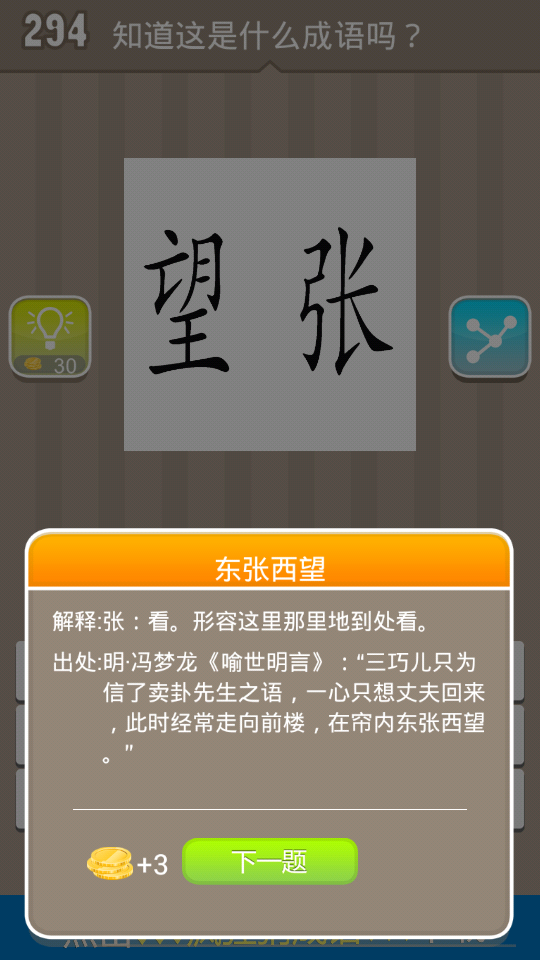 294 知道这是什么成语吗？
望 张
30
东张西望
解释:张：看。形容这里那里地到处看。
出处:明·冯梦龙《喻世明言》：“三巧儿只为
信了卖卦先生之语，一心只想丈夫回来
，此时经常走向前楼，在帘内东张西望
。”
+3 下一题